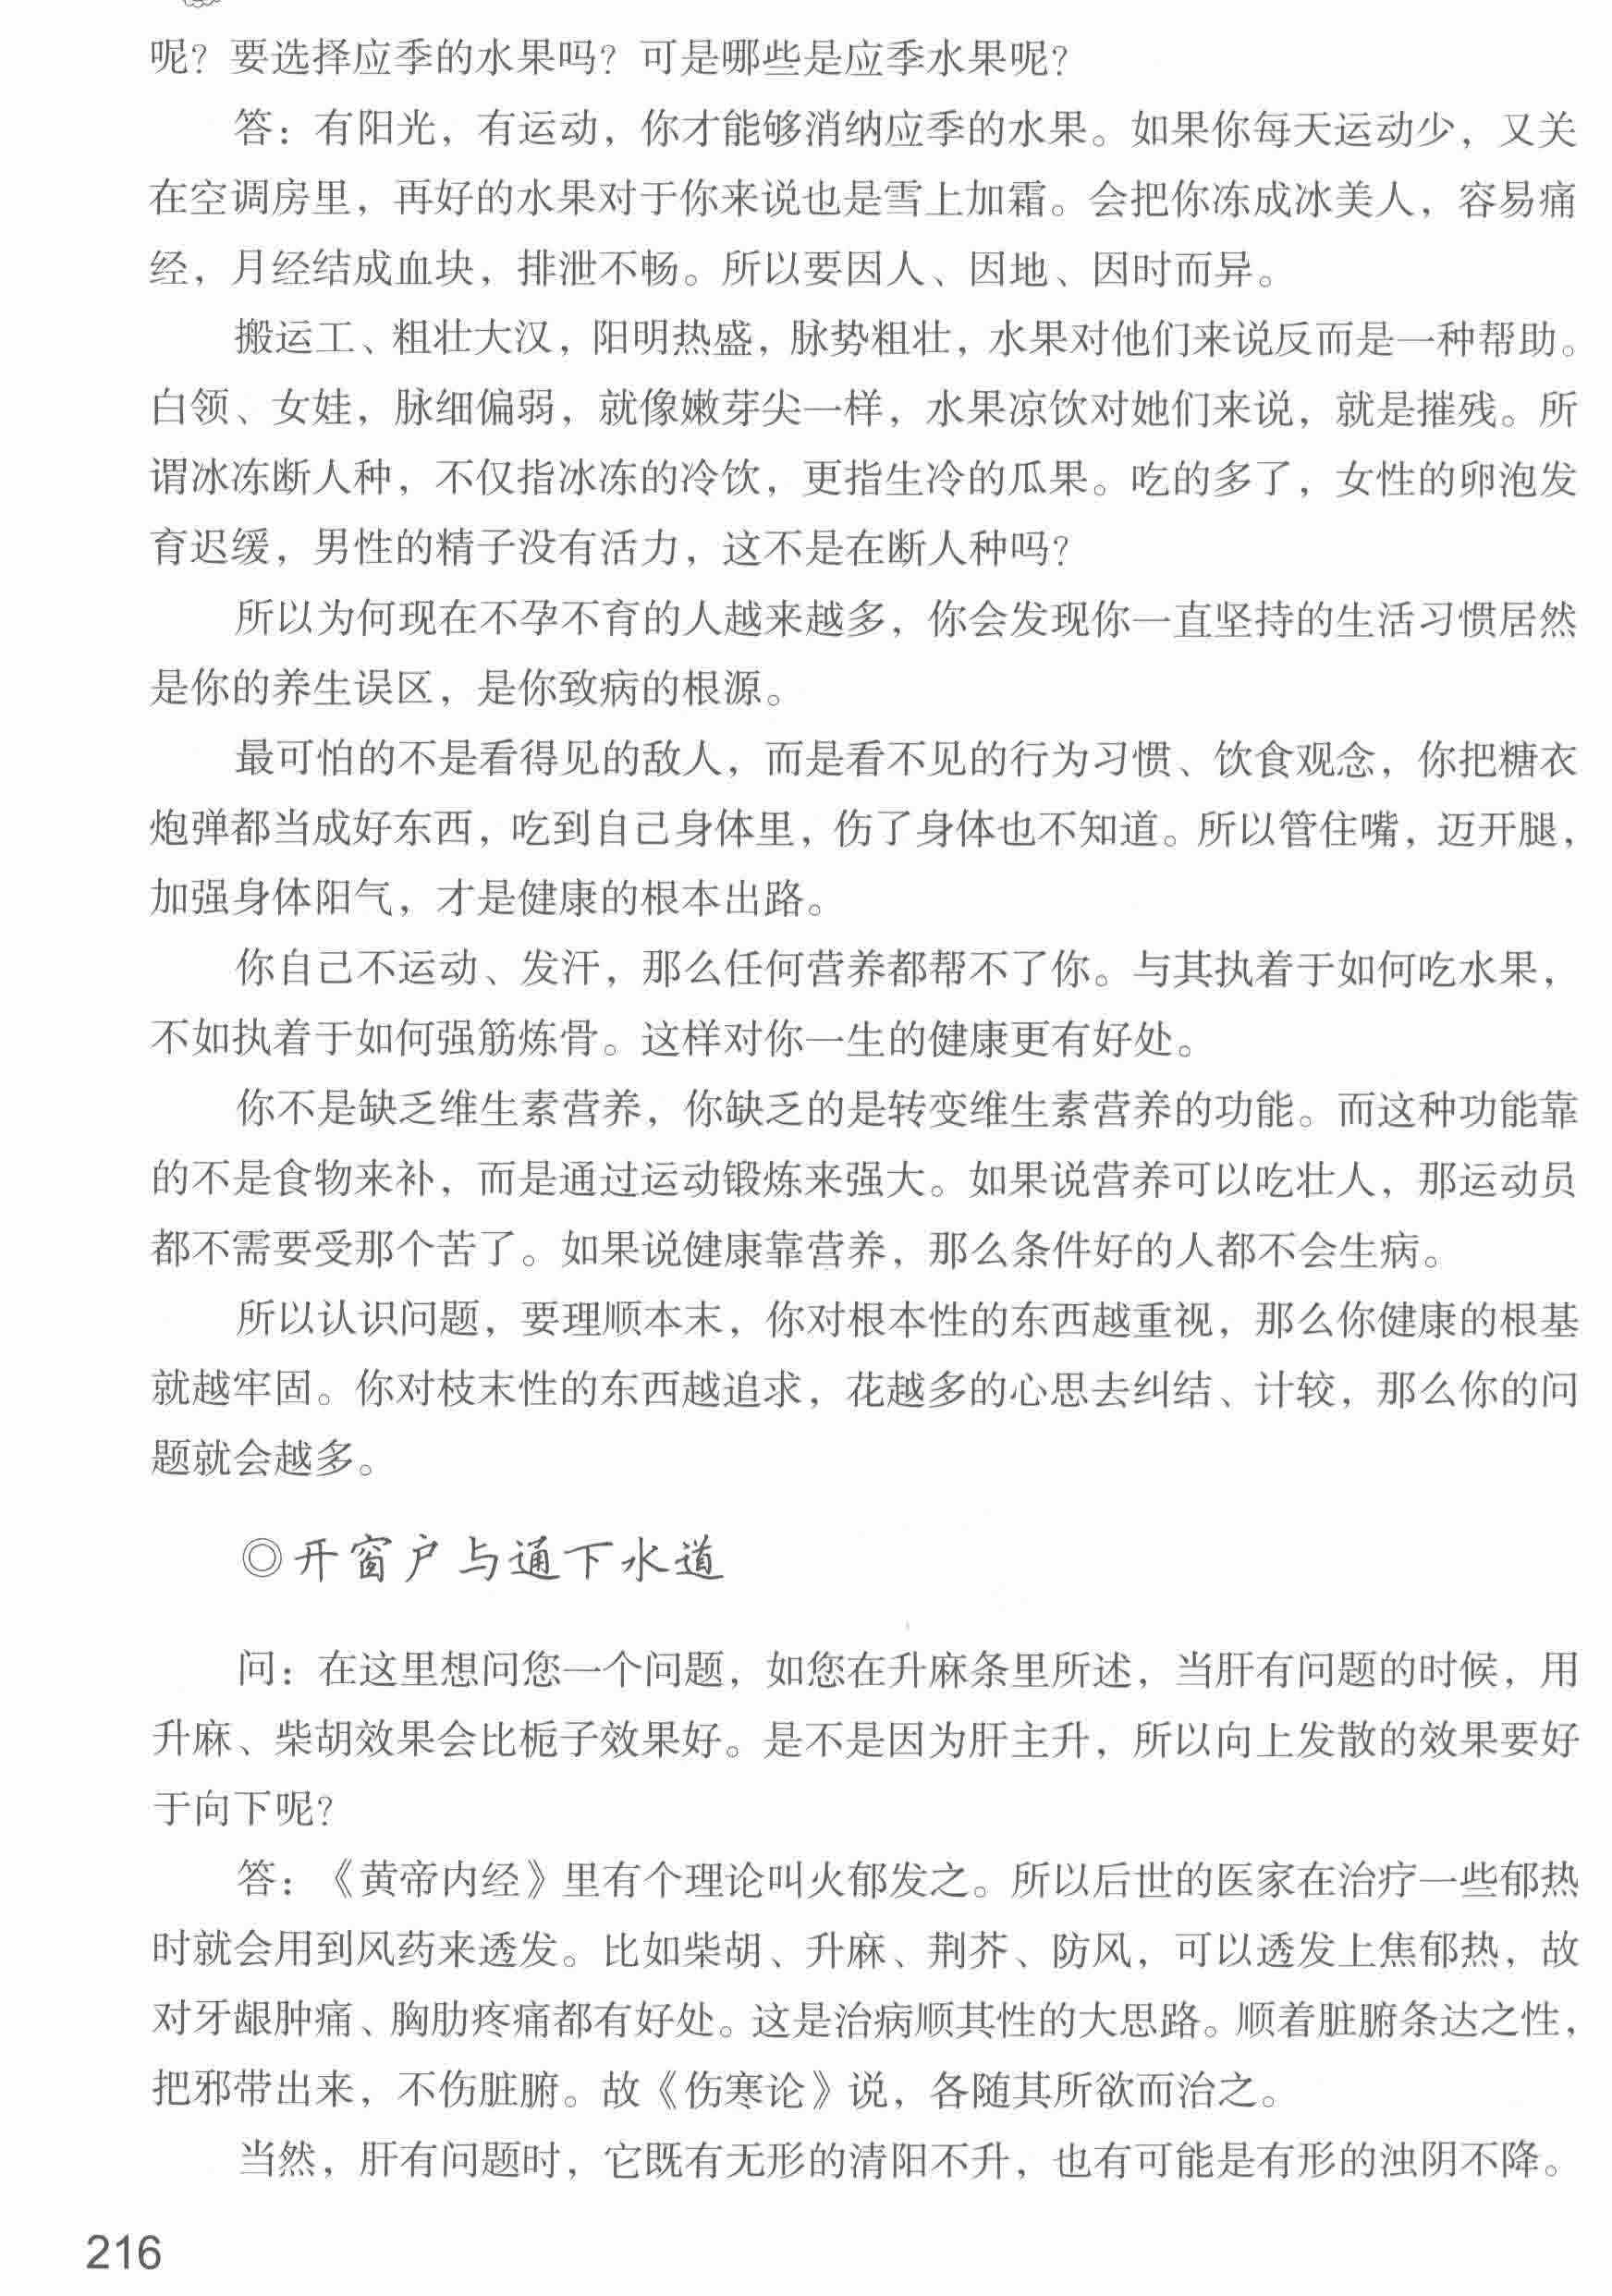 呢？要选择应季的水果吗？可是哪些是应季水果呢？
答：有阳光，有运动，你才能够消纳应季的水果。如果你每天运动少，又关
在空调房里，再好的水果对于你来说也是雪上加霜。会把你冻成冰美人，容易痛
经，月经结成血块，排泄不畅。所以要因人、因地、因时而异。
搬运工、粗壮大汉，阳明热盛，脉势粗壮，水果对他们来说反而是一种帮助。
白领、女娃，脉细偏弱，就像嫩芽尖一样，水果凉饮对她们来说，就是摧残。所
谓冰冻断人种，不仅指冰冻的冷饮，更指生冷的瓜果。吃的多了，女性的卵泡发
育迟缓，男性的精子没有活力，这不是在断人种吗？
所以为何现在不孕不育的人越来越多，你会发现你一直坚持的生活习惯居然
是你的养生误区，是你致病的根源。
最可怕的不是看得见的敌人，而是看不见的行为习惯、饮食观念，你把糖衣
炮弹都当成好东西，吃到自己身体里，伤了身体也不知道。所以管住嘴，迈开腿，
加强身体阳气，才是健康的根本出路。
你自己不运动、发汗，那么任何营养都帮不了你。与其执着于如何吃水果，
不如执着于如何强筋炼骨。这样对你一生的健康更有好处。
你不是缺乏维生素营养，你缺乏的是转变维生素营养的功能。而这种功能靠
的不是食物来补，而是通过运动锻炼来强大。如果说营养可以吃壮人，那运动员
都不需要受那个苦了。如果说健康靠营养，那么条件好的人都不会生病。
所以认识问题，要理顺本末，你对根本性的东西越重视，那么你健康的根基
就越牢固。你对枝末性的东西越追求，花越多的心思去纠结、计较，那么你的问
题就会越多。
◎开窗户与通下水道
问：在这里想问您一个问题，如您在升麻条里所述，当肝有问题的时候，用
升麻、柴胡效果会比栀子效果好。是不是因为肝主升，所以向上发散的效果要好
于向下呢？
答：《黄帝内经》里有个理论叫火郁发之。所以后世的医家在治疗一些郁热
时就会用到风药来透发。比如柴胡、升麻、荆芥、防风，可以透发上焦郁热，故
对牙龈肿痛、胸肋疼痛都有好处。这是治病顺其性的大思路。顺着脏腑条达之性，
把邪带出来，不伤脏腑。故《伤寒论》说，各随其所欲而治之。
当然，肝有问题时，它既有无形的清阳不升，也有可能是有形的浊阴不降。
216